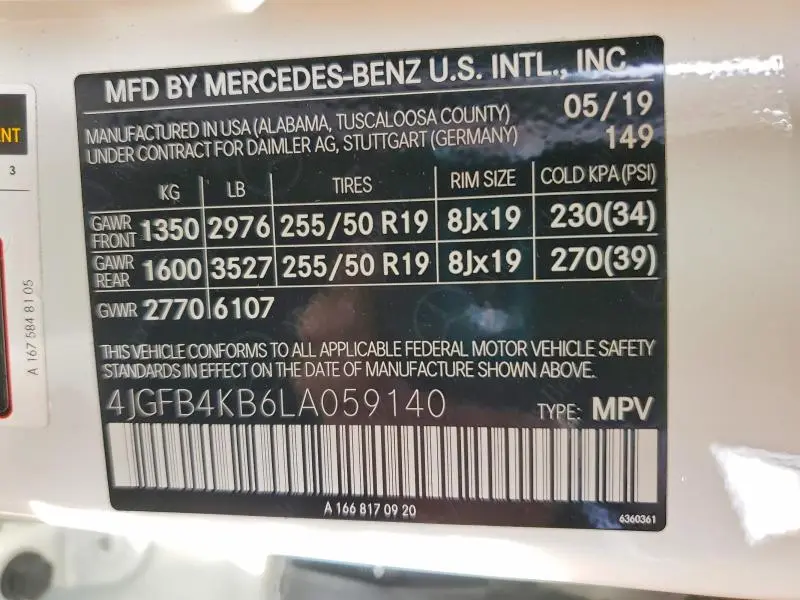 MFD BY MERCEDES-BENZ U.S. INTL., INC.
MANUFACTURED IN USA (ALABAMA, TUSCALOOSA COUNTY) 05/19
UNDER CONTRACT FOR DAIMLER AG, STUTTGART (GERMANY) 149
KG LB TIRES RIM SIZE COLD KPA (PSI)
GAWR FRONT 1350 2976 255/50 R19 8Jx19 230(34)
GAWR REAR 1600 3527 255/50 R19 8Jx19 270(39)
GVWR 2770 6107
THIS VEHICLE CONFORMS TO ALL APPLICABLE FEDERAL MOTOR VEHICLE SAFETY
STANDARDS IN EFFECT ON THE DATE OF MANUFACTURE SHOWN ABOVE.
4JGFB4KB6LA059140 TYPE: MPV
A 166 817 09 20 6360361
3
A 167 584 81 05